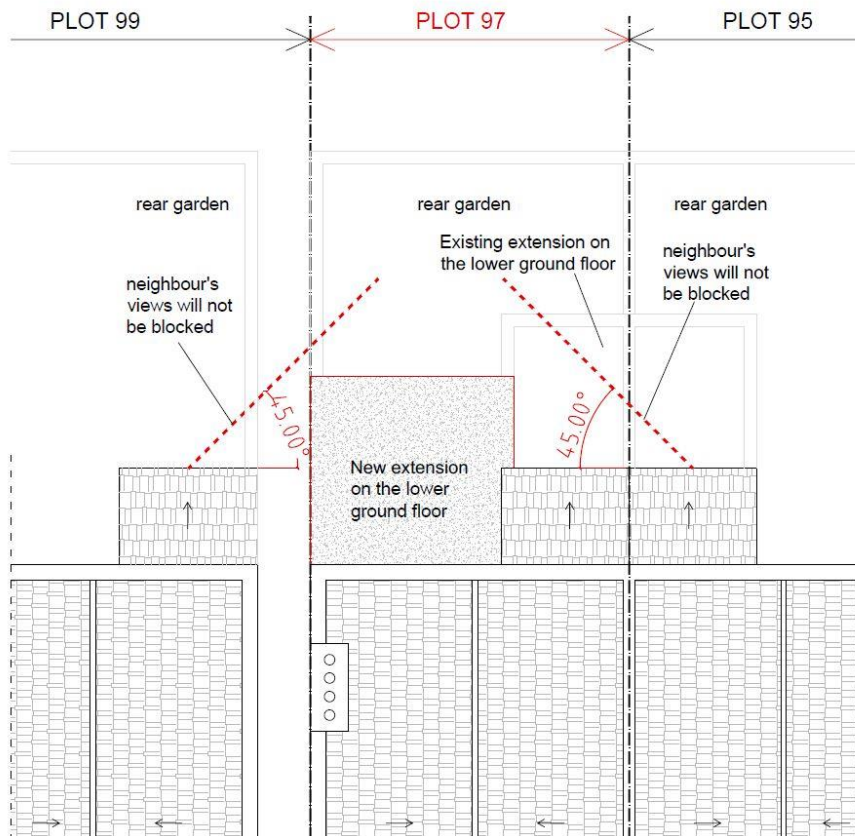 PLOT 99
PLOT 97
PLOT 95
rear garden
rear garden
rear garden
Existing extension on
the lower ground floor
neighbour's
views will not
be blocked
neighbour's
views will not
be blocked
45.00°
45.00°
New extension
on the lower
ground floor